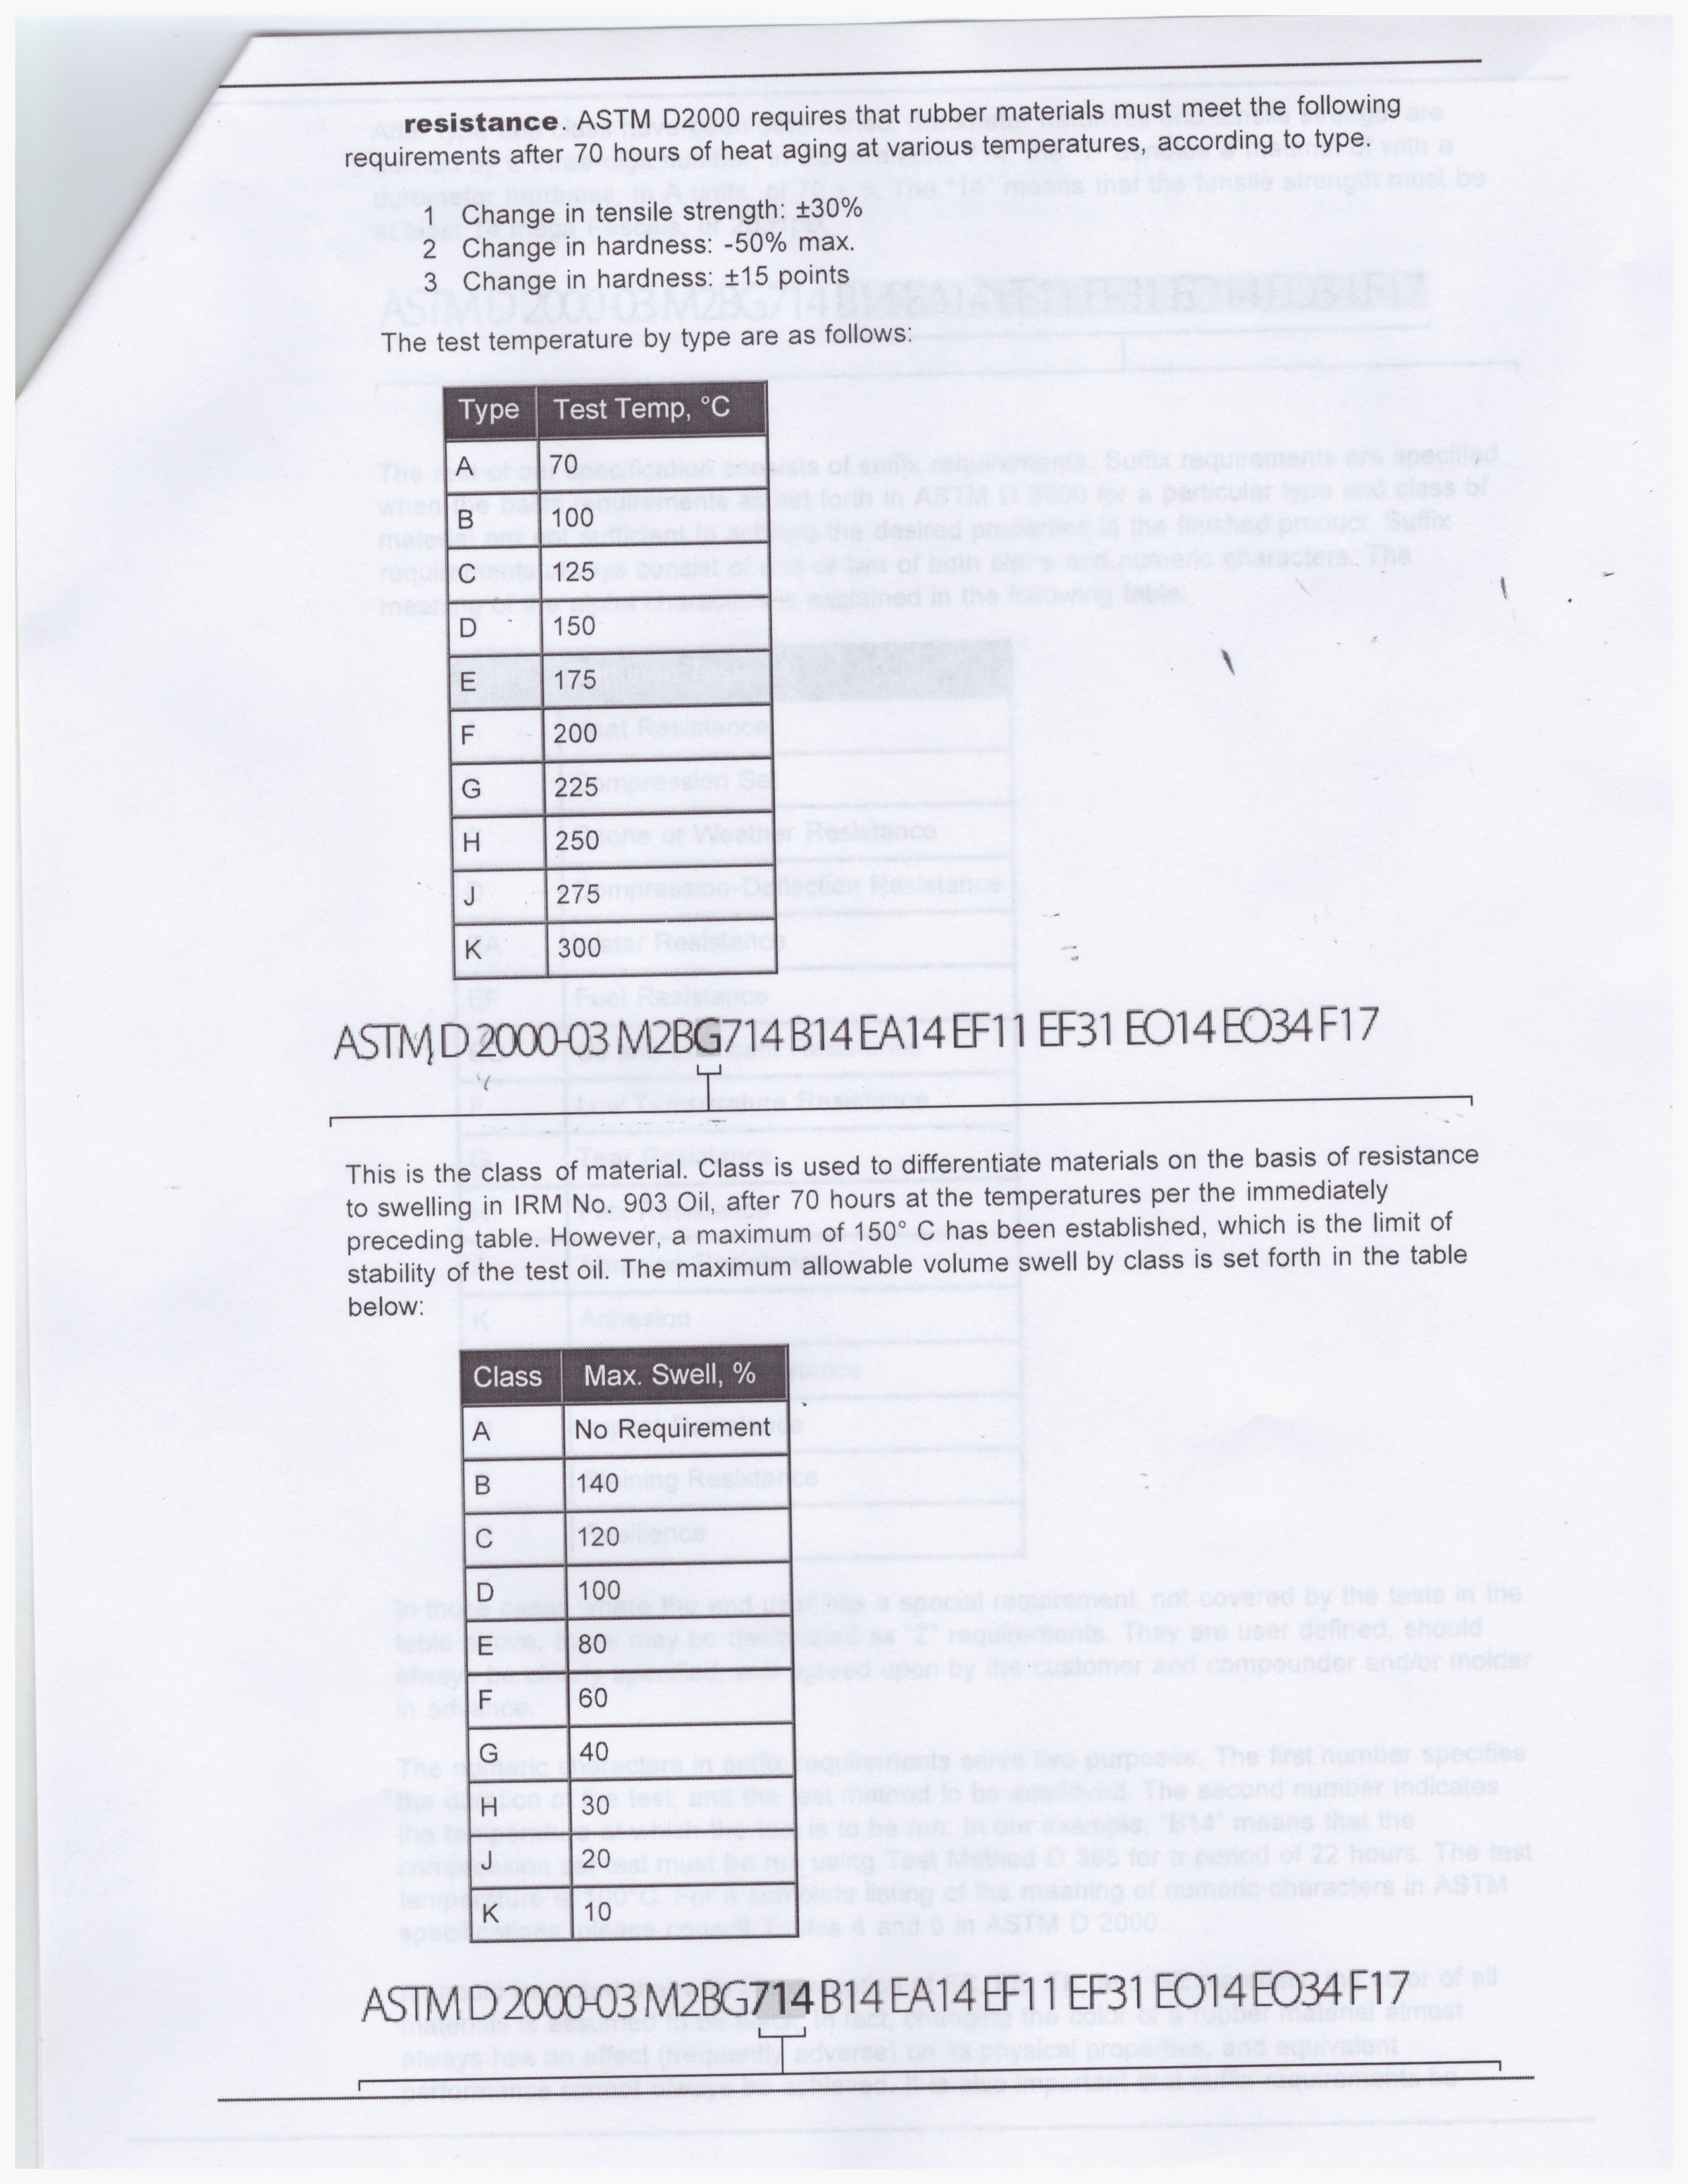 resistance. ASTM D2000 requires that rubber materials must meet the following
requirements after 70 hours of heat aging at various temperatures, according to type.
1 Change in tensile strength: ±30%
2 Change in hardness: -50% max.
3 Change in hardness: ±15 points
The test temperature by type are as follows:
Type Test Temp, °C
A 70
B 100
C 125
D 150
E 175
F 200
G 225
H 250
J 275
K 300
ASTM D 2000-03 M2BG714 B14 EA14 EF11 EF31 EO14 EO34 F17
This is the class of material. Class is used to differentiate materials on the basis of resistance
to swelling in IRM No. 903 Oil, after 70 hours at the temperatures per the immediately
preceding table. However, a maximum of 150° C has been established, which is the limit of
stability of the test oil. The maximum allowable volume swell by class is set forth in the table
below:
Class Max. Swell, %
A No Requirement
B 140
C 120
D 100
E 80
F 60
G 40
H 30
J 20
K 10
ASTM D 2000-03 M2BG714 B14 EA14 EF11 EF31 EO14 EO34 F17